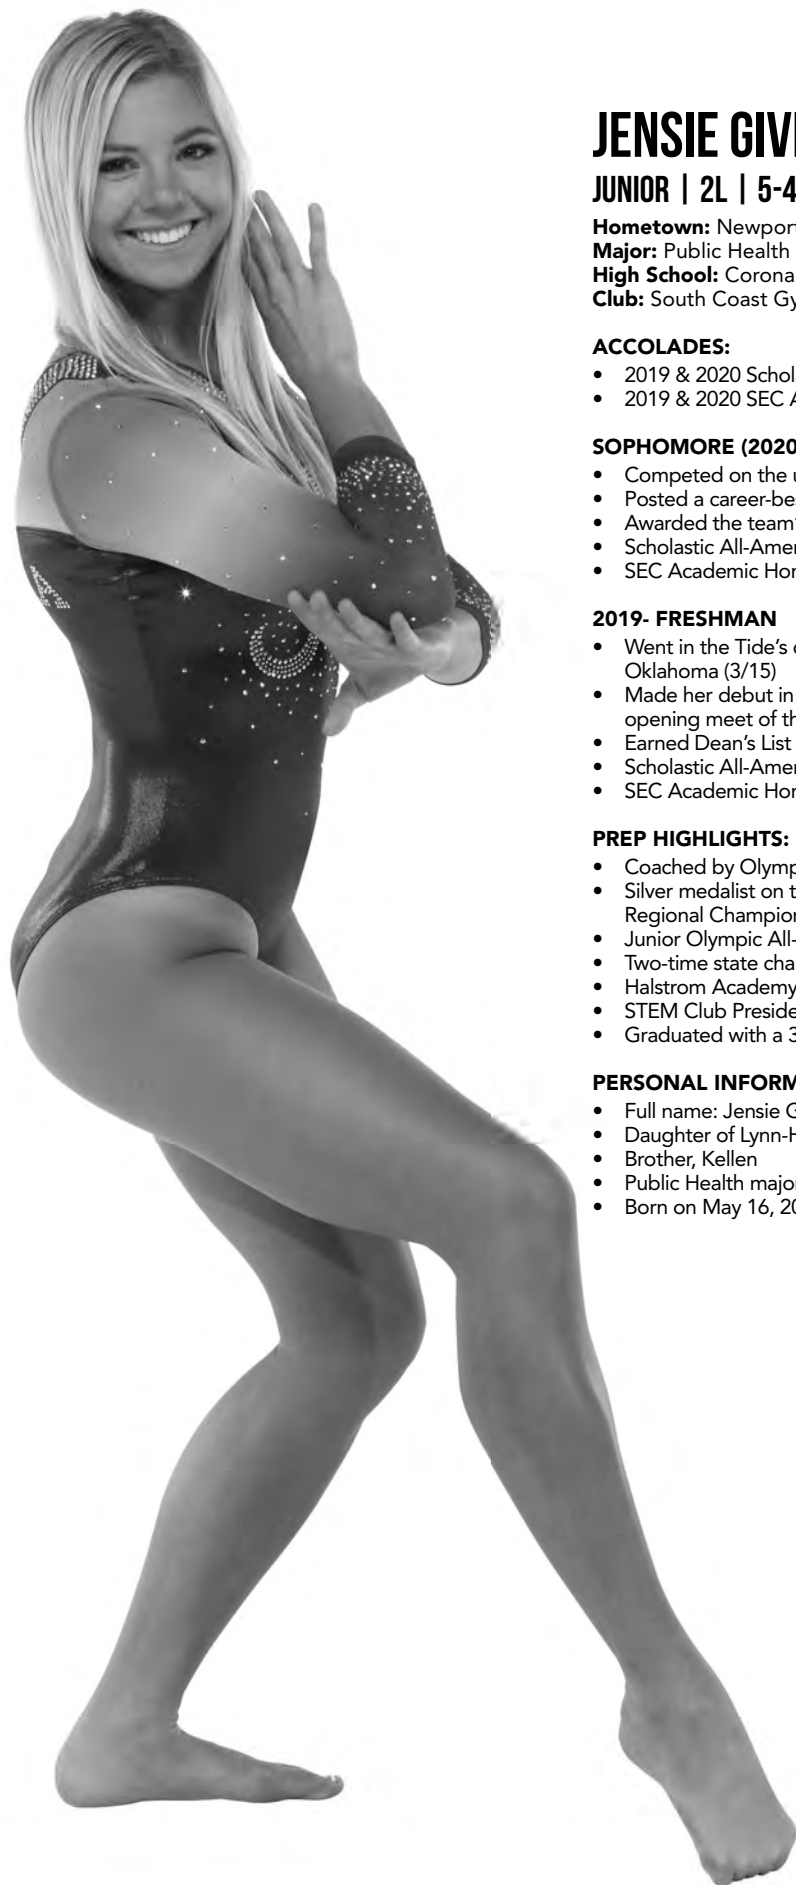 JENSIE GIV
JUNIOR | 2L | 5-4
Hometown: Newport
Major: Public Health
High School: Corona
Club: South Coast Gy
ACCOLADES:
• 2019 & 2020 Schol
• 2019 & 2020 SEC A
SOPHOMORE (2020
• Competed on the
• Posted a career-bes
• Awarded the team'
• Scholastic All-Amer
• SEC Academic Hon
2019- FRESHMAN
• Went in the Tide's
Oklahoma (3/15)
• Made her debut in
opening meet of th
• Earned Dean's List
• Scholastic All-Amer
• SEC Academic Hon
PREP HIGHLIGHTS:
• Coached by Olymp
• Silver medalist on t
Regional Champion
• Junior Olympic All-
• Two-time state cha
• Halstrom Academy
• STEM Club Preside
• Graduated with a 3
PERSONAL INFORM
• Full name: Jensie G
• Daughter of Lynn-H
• Brother, Kellen
• Public Health major
• Born on May 16, 20